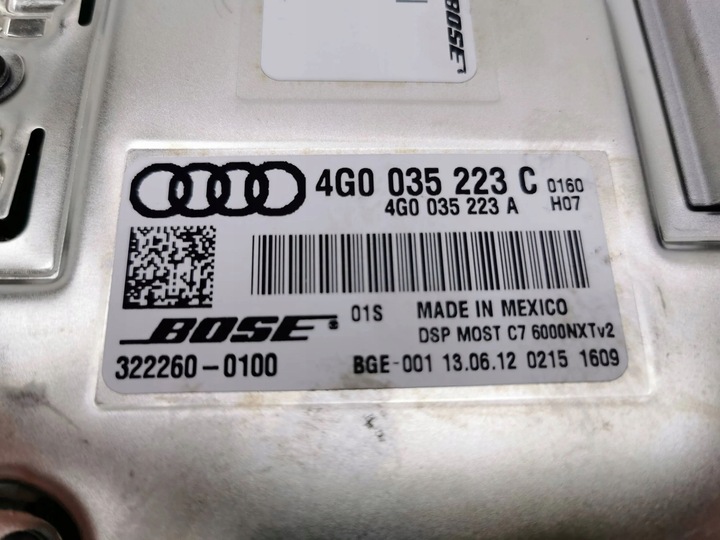 BOSE
4G0 035 223 C 0160
4G0 035 223 A H07
BOSE® 01S MADE IN MEXICO
DSP MOST C7 6000NXTv2
322260-0100 BGE-001 13.06.12 0215 1609